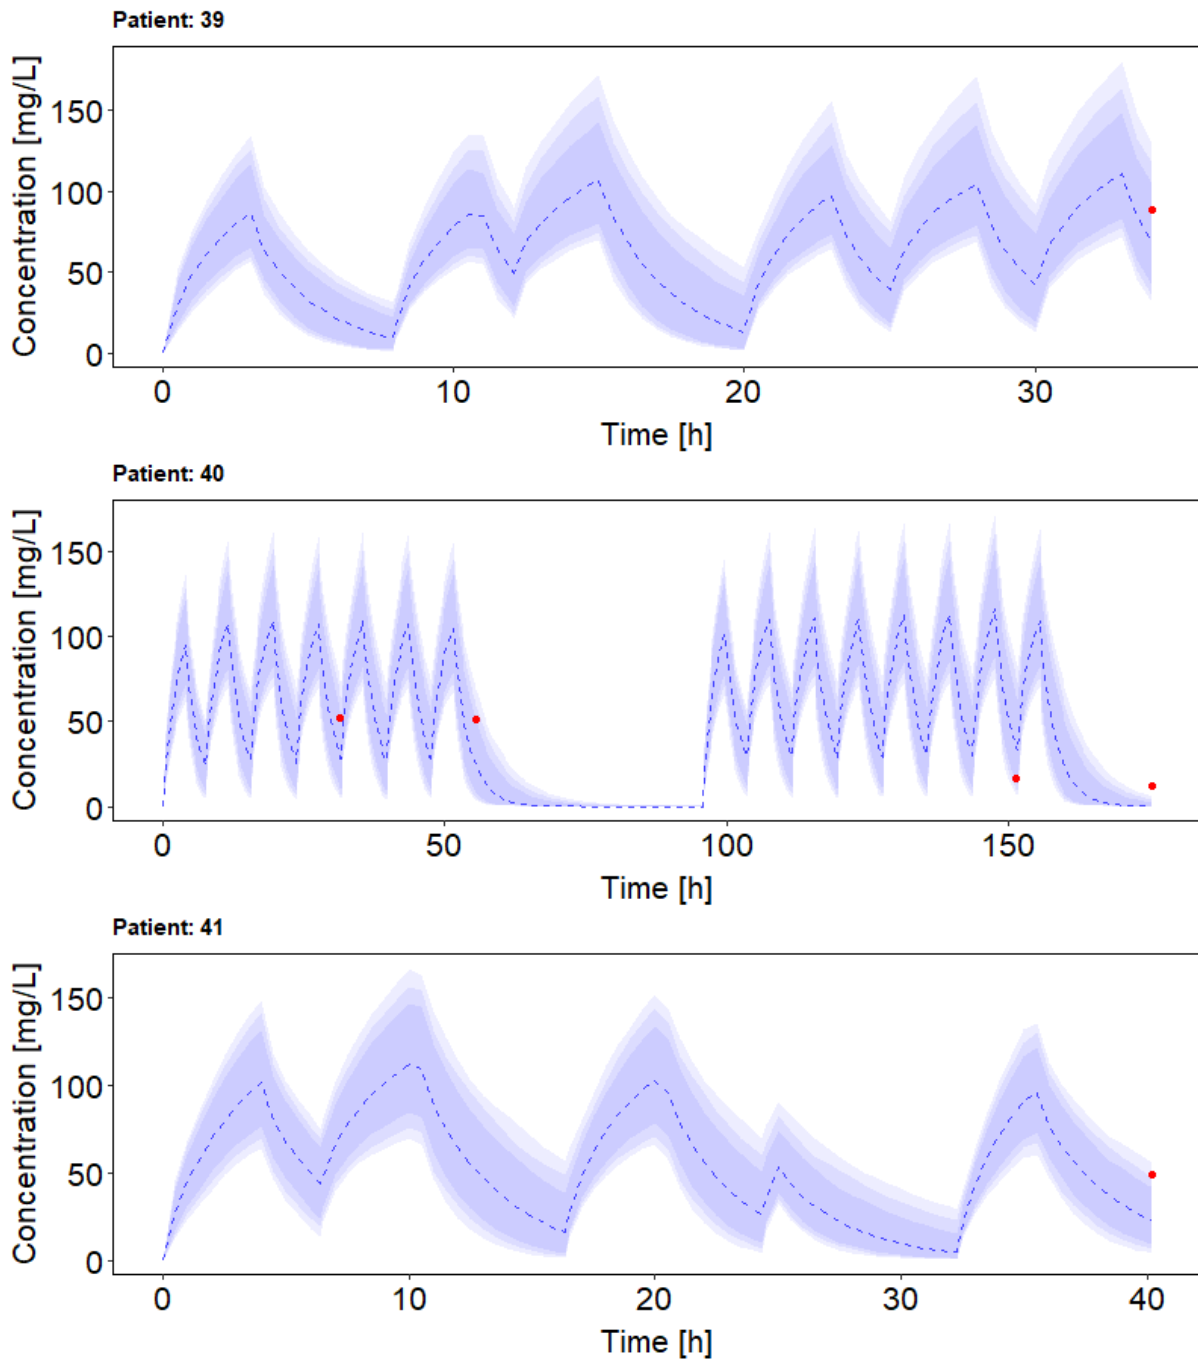 Patient: 39
Concentration [mg/L]
150
100
50
0
0 10 20 30
Time [h]
Patient: 40
Concentration [mg/L]
150
100
50
0
0 50 100 150
Time [h]
Patient: 41
Concentration [mg/L]
150
100
50
0
0 10 20 30 40
Time [h]